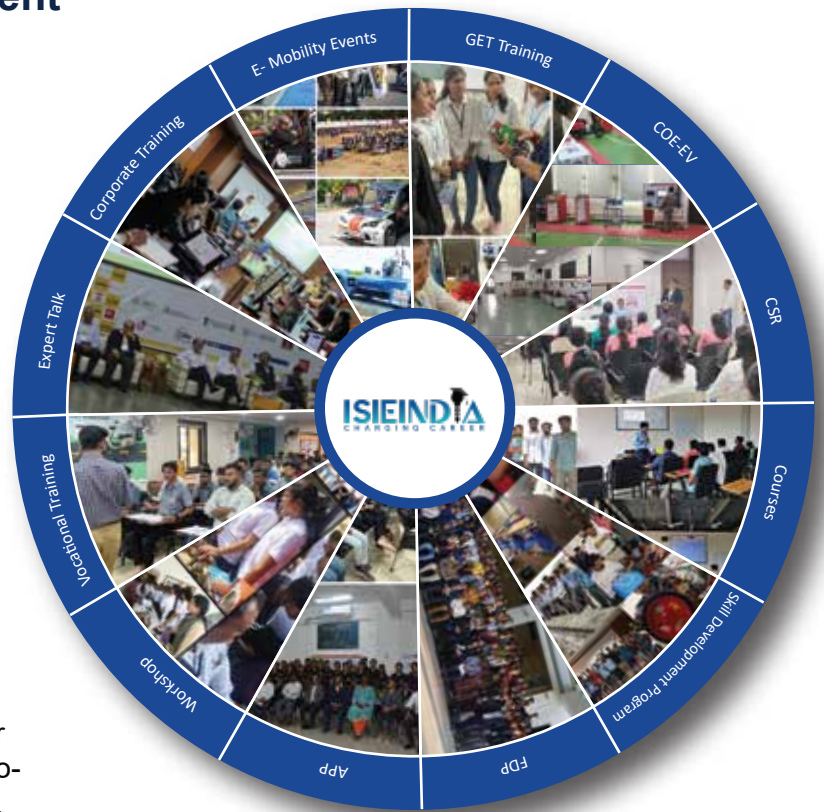 ent
E- Mobility Events
GET Training
COE-EV
CSR
Courses
Skill Development Program
FDP
APP
Workshop
Vocational Training
Expert Talk
Corporate Training
ISIEINDIA
CHANGING CAREER
r
o-